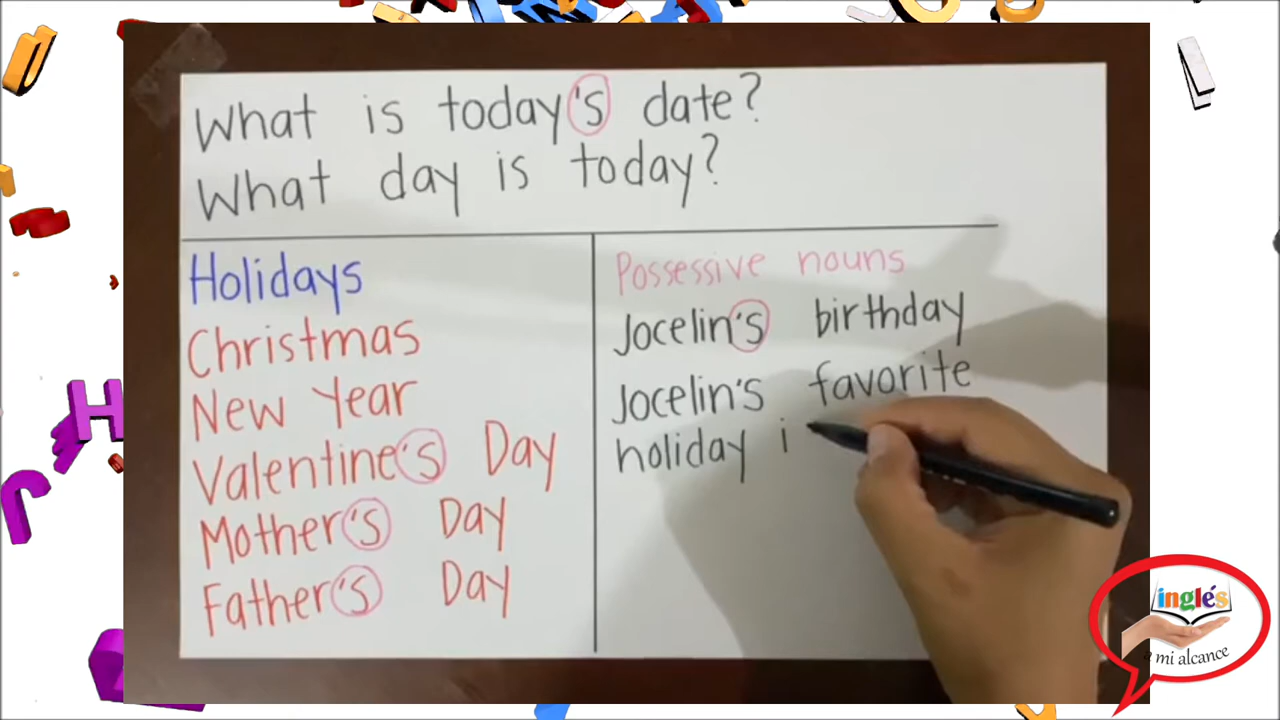 What is today's date?
What day is today?
Holidays
Christmas
New Year
Valentine's Day
Mother's Day
Father's Day
Possessive nouns
Jocelin's birthday
Jocelin's favorite
holiday i
inglés
a mi alcance